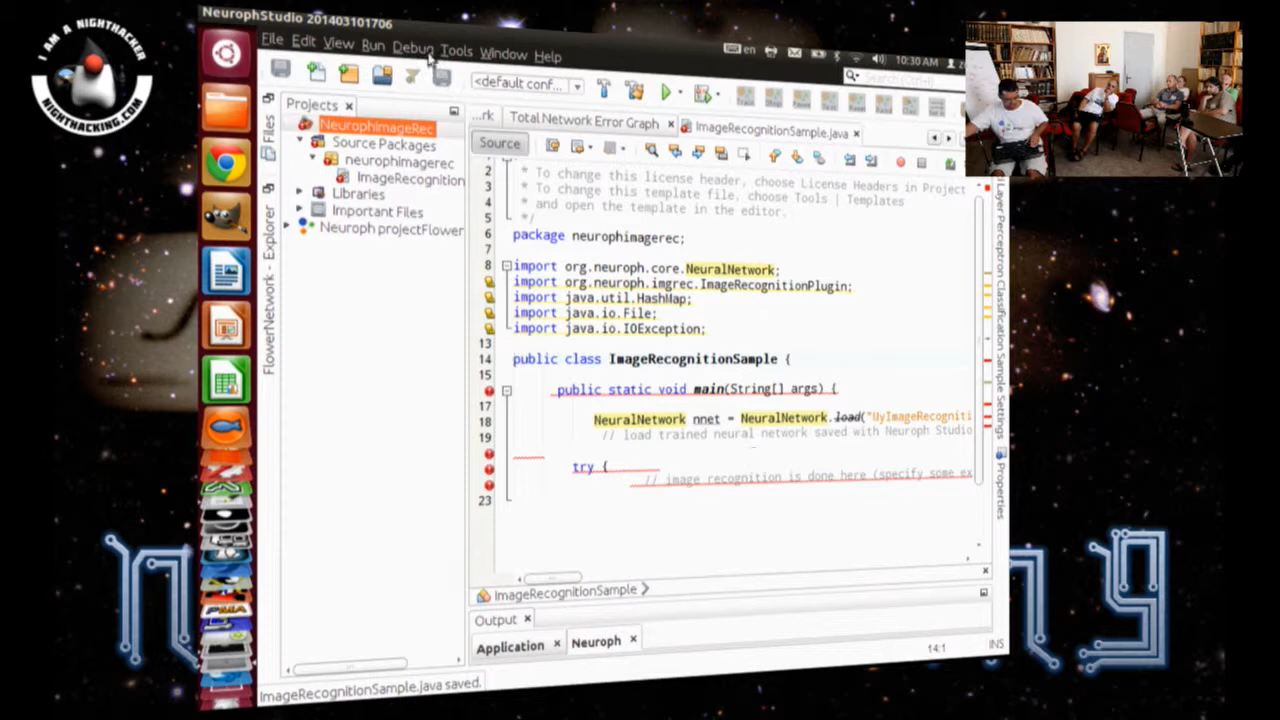 I AM A NIGHTHACKER
NIGHTHACKING.COM
NeurophStudio 201403101706
File Edit View Run Debug Tools Window Help
en
10:30 AM
<default conf...
Search (Ctrl+I)
Projects
Files
FlowerNetwork - Explorer
NeurophImageRec
Source Packages
neurophimagerec
ImageRecognition
Libraries
Important Files
Neuroph projectFlower
...rk Total Network Error Graph ImageRecognitionSample.java
Source
2 * To change this license header, choose License Headers in Project
3 * To change this template file, choose Tools | Templates
4 * and open the template in the editor.
5 */
6 package neurophimagerec;
7
8 import org.neuroph.core.NeuralNetwork;
import org.neuroph.imgrec.ImageRecognitionPlugin;
import java.util.HashMap;
import java.io.File;
import java.io.IOException;
13
14 public class ImageRecognitionSample {
15
public static void main(String[] args) {
17
18 NeuralNetwork nnet = NeuralNetwork.load("UyImageRecogniti
19 // load trained neural network saved with Neuroph Studio
try {
// image recognition is done here (specify some ex
23
ImageRecognitionSample
Output
Application Neuroph
14:1 INS
ImageRecognitionSample.java saved.
Layer Perceptron Classification Sample Settings
Properties